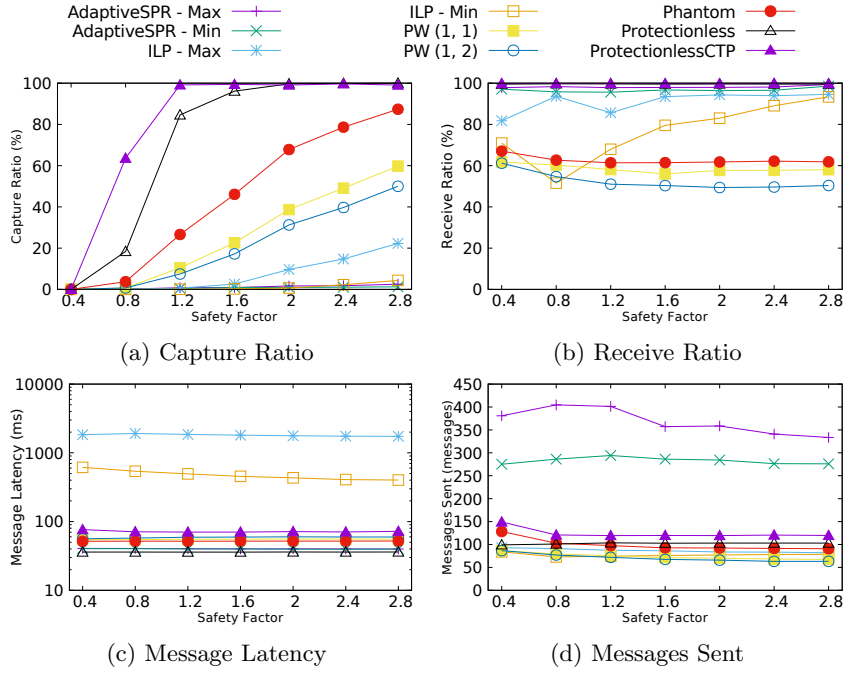 AdaptiveSPR - Max
AdaptiveSPR - Min
ILP - Max
ILP - Min
PW (1, 1)
PW (1, 2)
Phantom
Protectionless
ProtectionlessCTP
100
80
60
40
20
0
Capture Ratio (%)
0.4 0.8 1.2 1.6 2 2.4 2.8
Safety Factor
(a) Capture Ratio
100
80
60
40
20
0
Receive Ratio (%)
0.4 0.8 1.2 1.6 2 2.4 2.8
Safety Factor
(b) Receive Ratio
10000
1000
100
10
Message Latency (ms)
0.4 0.8 1.2 1.6 2 2.4 2.8
Safety Factor
(c) Message Latency
450
400
350
300
250
200
150
100
50
0
Messages Sent (messages)
0.4 0.8 1.2 1.6 2 2.4 2.8
Safety Factor
(d) Messages Sent